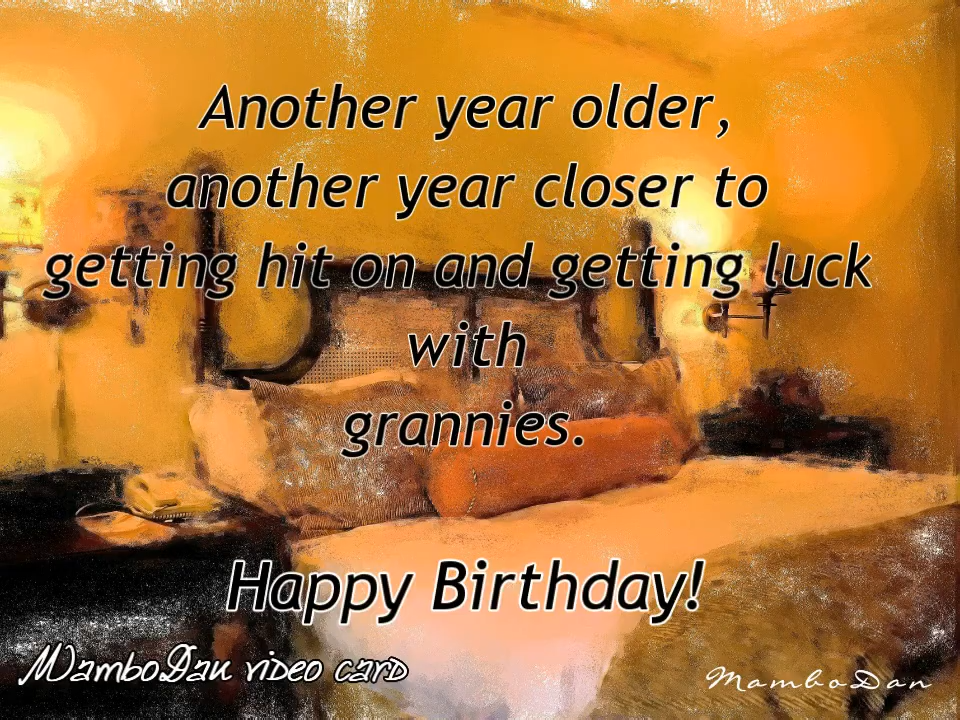 Another year older,
another year closer to
getting hit on and getting luck
with
grannies.
Happy Birthday!
MamboDan video card
MamboDan